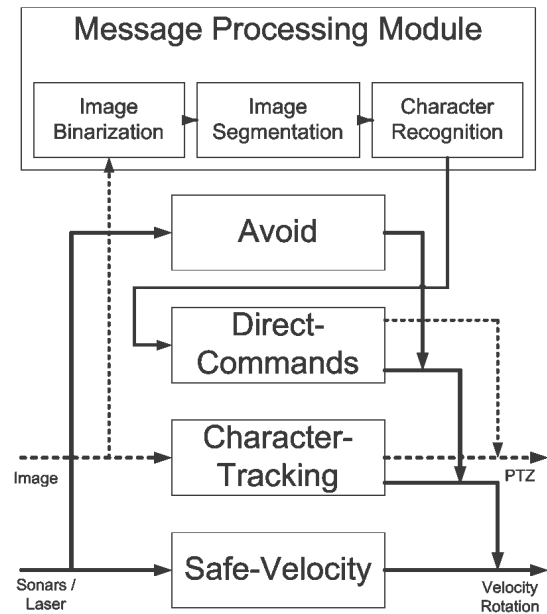 Message Processing Module
Image
Binarization
Image
Segmentation
Character
Recognition
Avoid
Direct-
Commands
Character-
Tracking
Image
PTZ
Safe-Velocity
Sonars /
Laser
Velocity
Rotation